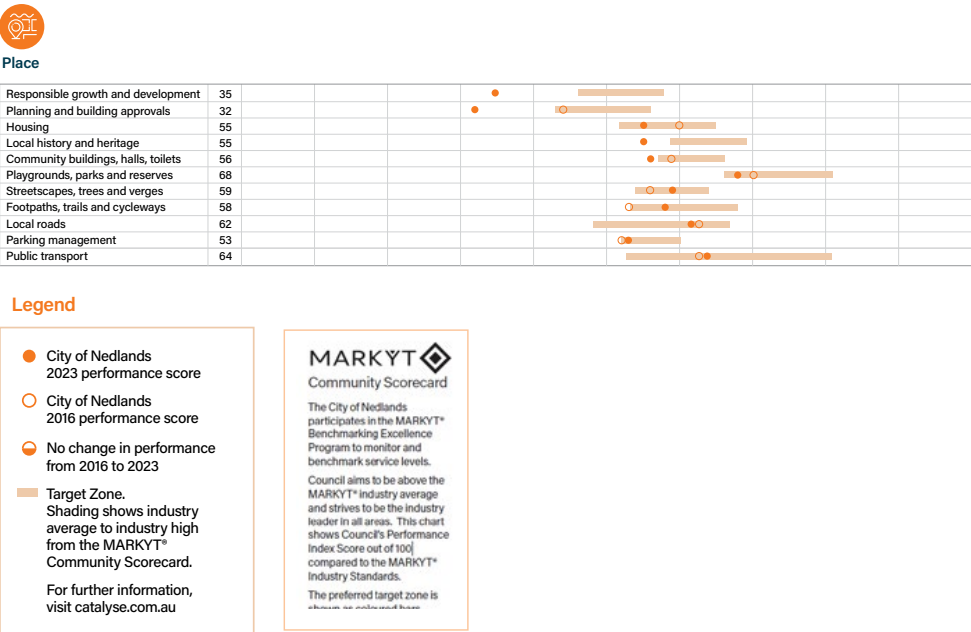 Place
Responsible growth and development 35
Planning and building approvals 32
Housing 55
Local history and heritage 55
Community buildings, halls, toilets 56
Playgrounds, parks and reserves 68
Streetscapes, trees and verges 59
Footpaths, trails and cycleways 58
Local roads 62
Parking management 53
Public transport 64
Legend
City of Nedlands
2023 performance score
City of Nedlands
2016 performance score
No change in performance
from 2016 to 2023
Target Zone.
Shading shows industry
average to industry high
from the MARKYT®
Community Scorecard.
For further information,
visit catalyse.com.au
MARKYT
Community Scorecard
The City of Nedlands
participates in the MARKYT®
Benchmarking Excellence
Program to monitor and
benchmark service levels.
Council aims to be above the
MARKYT® industry average
and strives to be the industry
leader in all areas. This chart
shows Council's Performance
Index Score out of 100
compared to the MARKYT®
Industry Standards.
The preferred target zone is
shown as coloured bars